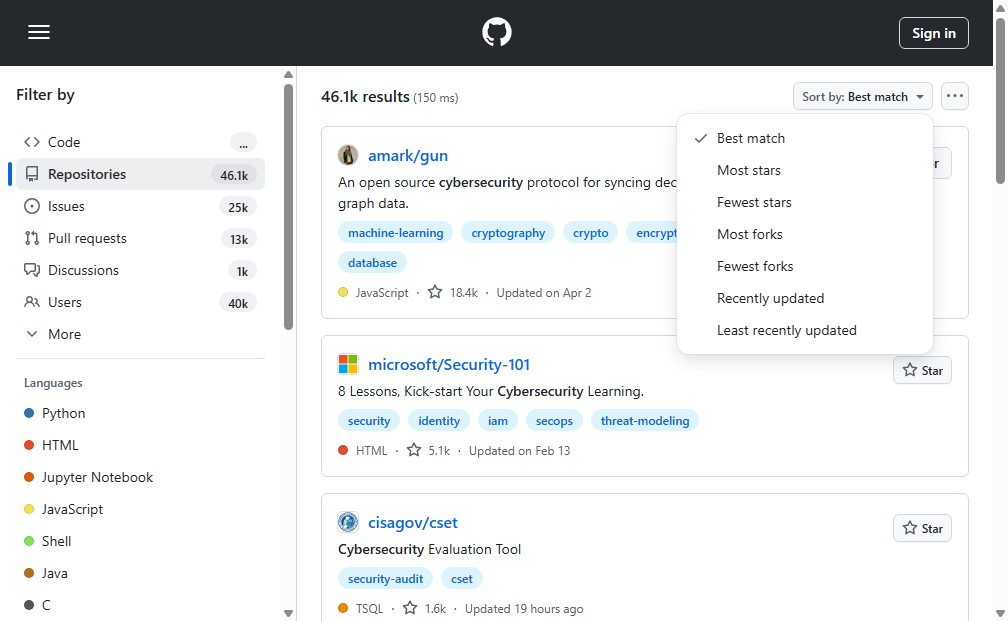 Sign in
Filter by
Code
...
Repositories
46.1k
Issues
25k
Pull requests
13k
Discussions
1k
Users
40k
More
Languages
Python
HTML
Jupyter Notebook
JavaScript
Shell
Java
C
46.1k results (150 ms)
Sort by: Best match
Best match
Most stars
Fewest stars
Most forks
Fewest forks
Recently updated
Least recently updated
amark/gun
An open source cybersecurity protocol for syncing
graph data.
machine-learning cryptography crypto
database
JavaScript · 18.4k · Updated on Apr 2
microsoft/Security-101
Star
8 Lessons, Kick-start Your Cybersecurity Learning.
security identity iam secops threat-modeling
HTML · 5.1k · Updated on Feb 13
cisagov/cset
Star
Cybersecurity Evaluation Tool
security-audit cset
TSQL · 1.6k · Updated 19 hours ago